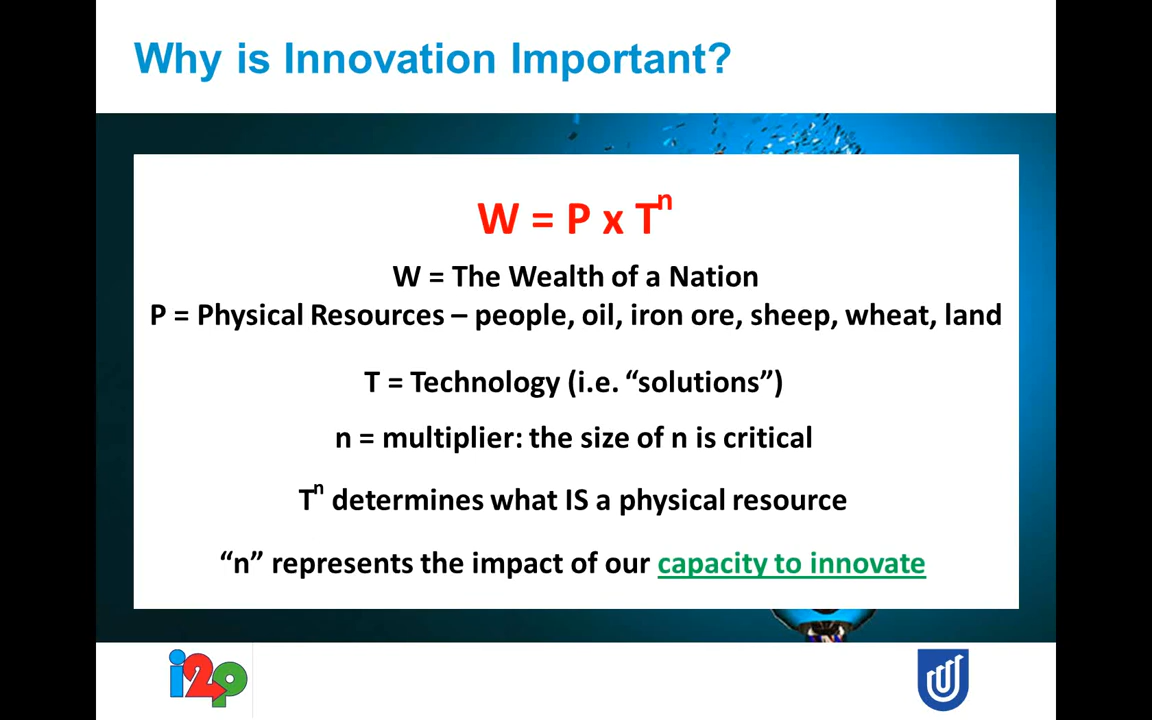 Why is Innovation Important?
W = P x Tⁿ
W = The Wealth of a Nation
P = Physical Resources – people, oil, iron ore, sheep, wheat, land
T = Technology (i.e. “solutions”)
n = multiplier: the size of n is critical
Tⁿ determines what IS a physical resource
“n” represents the impact of our capacity to innovate
i2p